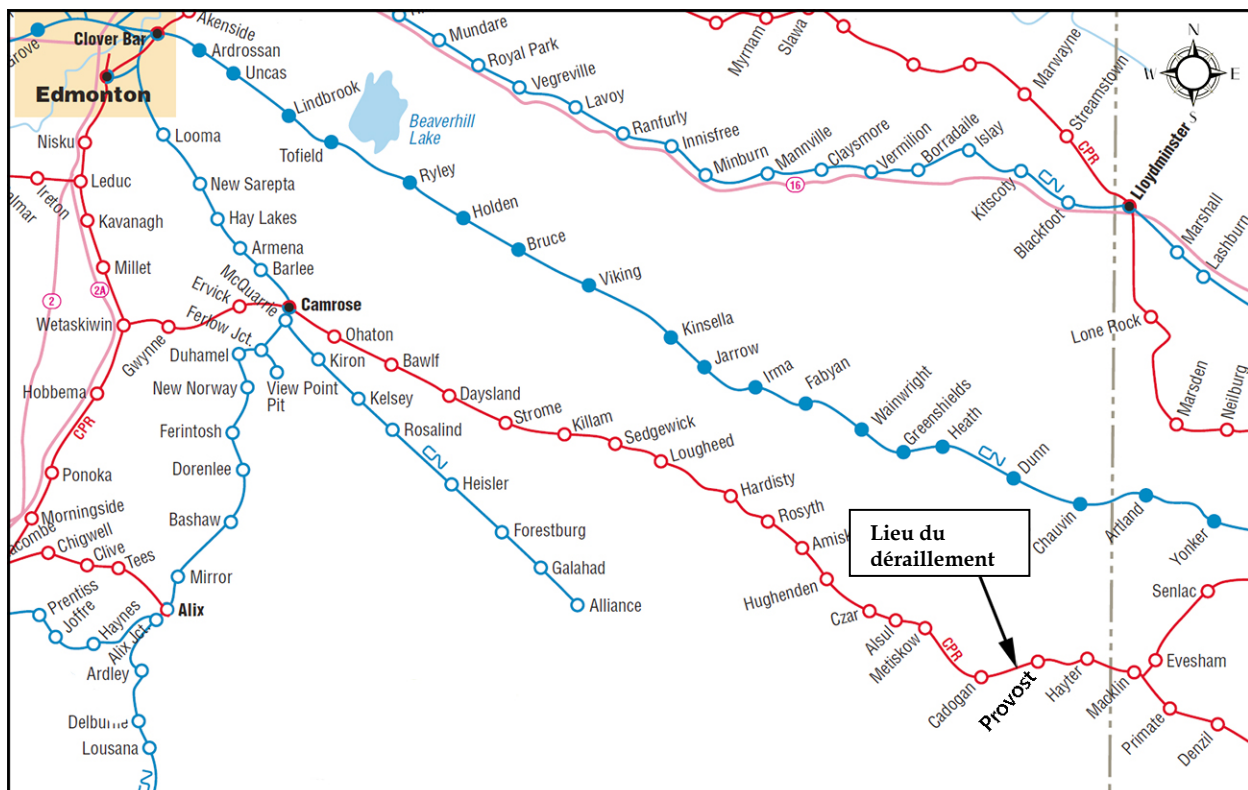 Grove
Clover Bar
Akenside
Edmonton
Ardrossan
Uncas
Lindbrook
Tofield
Beaverhill
Lake
Ryley
Holden
Bruce
Viking
Kinsella
Jarrow
Irma
Fabyan
Wainwright
Greenshields
Heath
CN
Dunn
Chauvin
Artland
Yonker
Mundare
Royal Park
Vegreville
Lavoy
Ranfurly
Innisfree
Minburn
Mannville
16
Claysmore
Vermilion
Borradaile
Islay
Kitscoty
CN
Blackfoot
Lloydminster
Marshall
Lashburn
Myrnam
Slawa
Marwayne
Streamstown
CPR
N
W
E
S
Lone Rock
Marsden
Neilburg
Nisku
Leduc
Ireton
almar
Kavanagh
Millet
2
2A
Wetaskiwin
Gwynne
Ervick
Hobbema
CPR
Ponoka
Morningside
acombe
Chigwell
Clive
Tees
Looma
New Sarepta
Hay Lakes
Armena
Barlee
McQuarrie
Camrose
Ferlow Jct.
Duhamel
View Point
Pit
New Norway
Ferintosh
Dorenlee
Bashaw
Mirror
Alix
Alix Jct.
Haynes
Joffre
Prentiss
Ardley
Delburne
Lousana
CN
Kiron
Kelsey
Rosalind
CN
Heisler
Forestburg
Galahad
Alliance
Ohaton
Bawlf
Daysland
Strome
Killam
Sedgewick
Lougheed
Hardisty
Rosyth
Amisk
Hughenden
Czar
Alsul
Metiskow
CPR
Cadogan
Lieu du
déraillement
Provost
Hayter
Macklin
Evesham
Senlac
Primate
Denzil